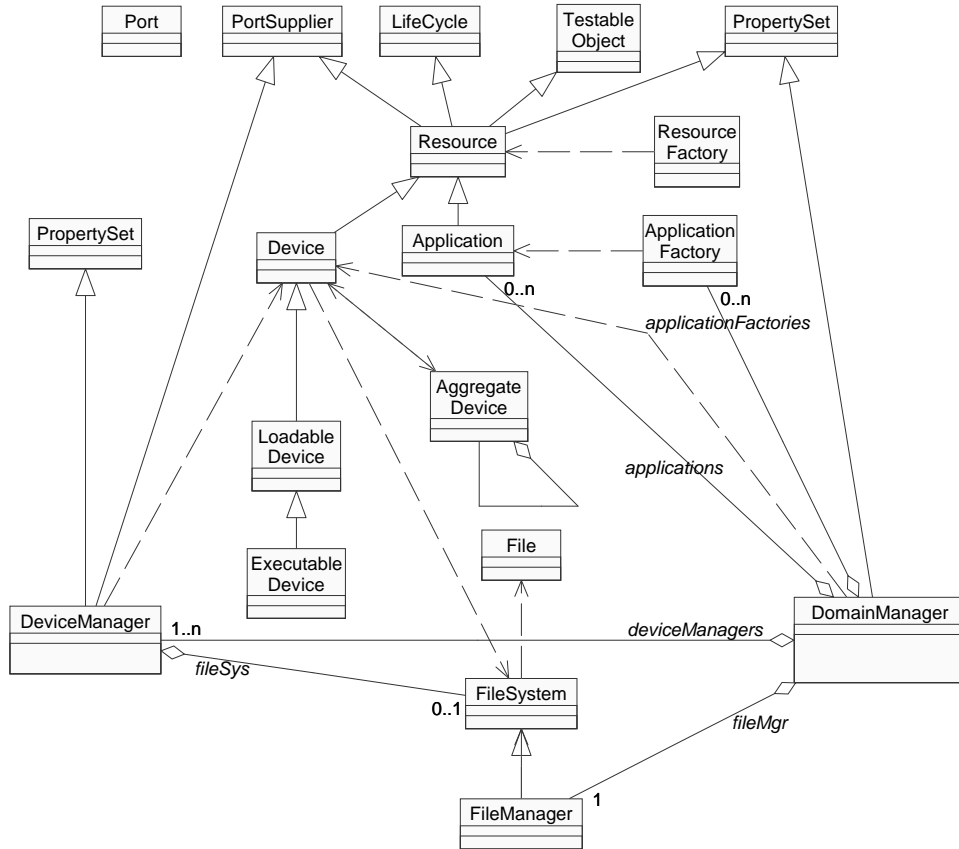 Port
PortSupplier
LifeCycle
Testable
Object
PropertySet
Resource
Resource
Factory
PropertySet
Device
Application
Application
Factory
0..n
0..n
applicationFactories
Aggregate
Device
Loadable
Device
applications
File
Executable
Device
DeviceManager
1..n
deviceManagers
DomainManager
fileSys
FileSystem
0..1
fileMgr
FileManager
1